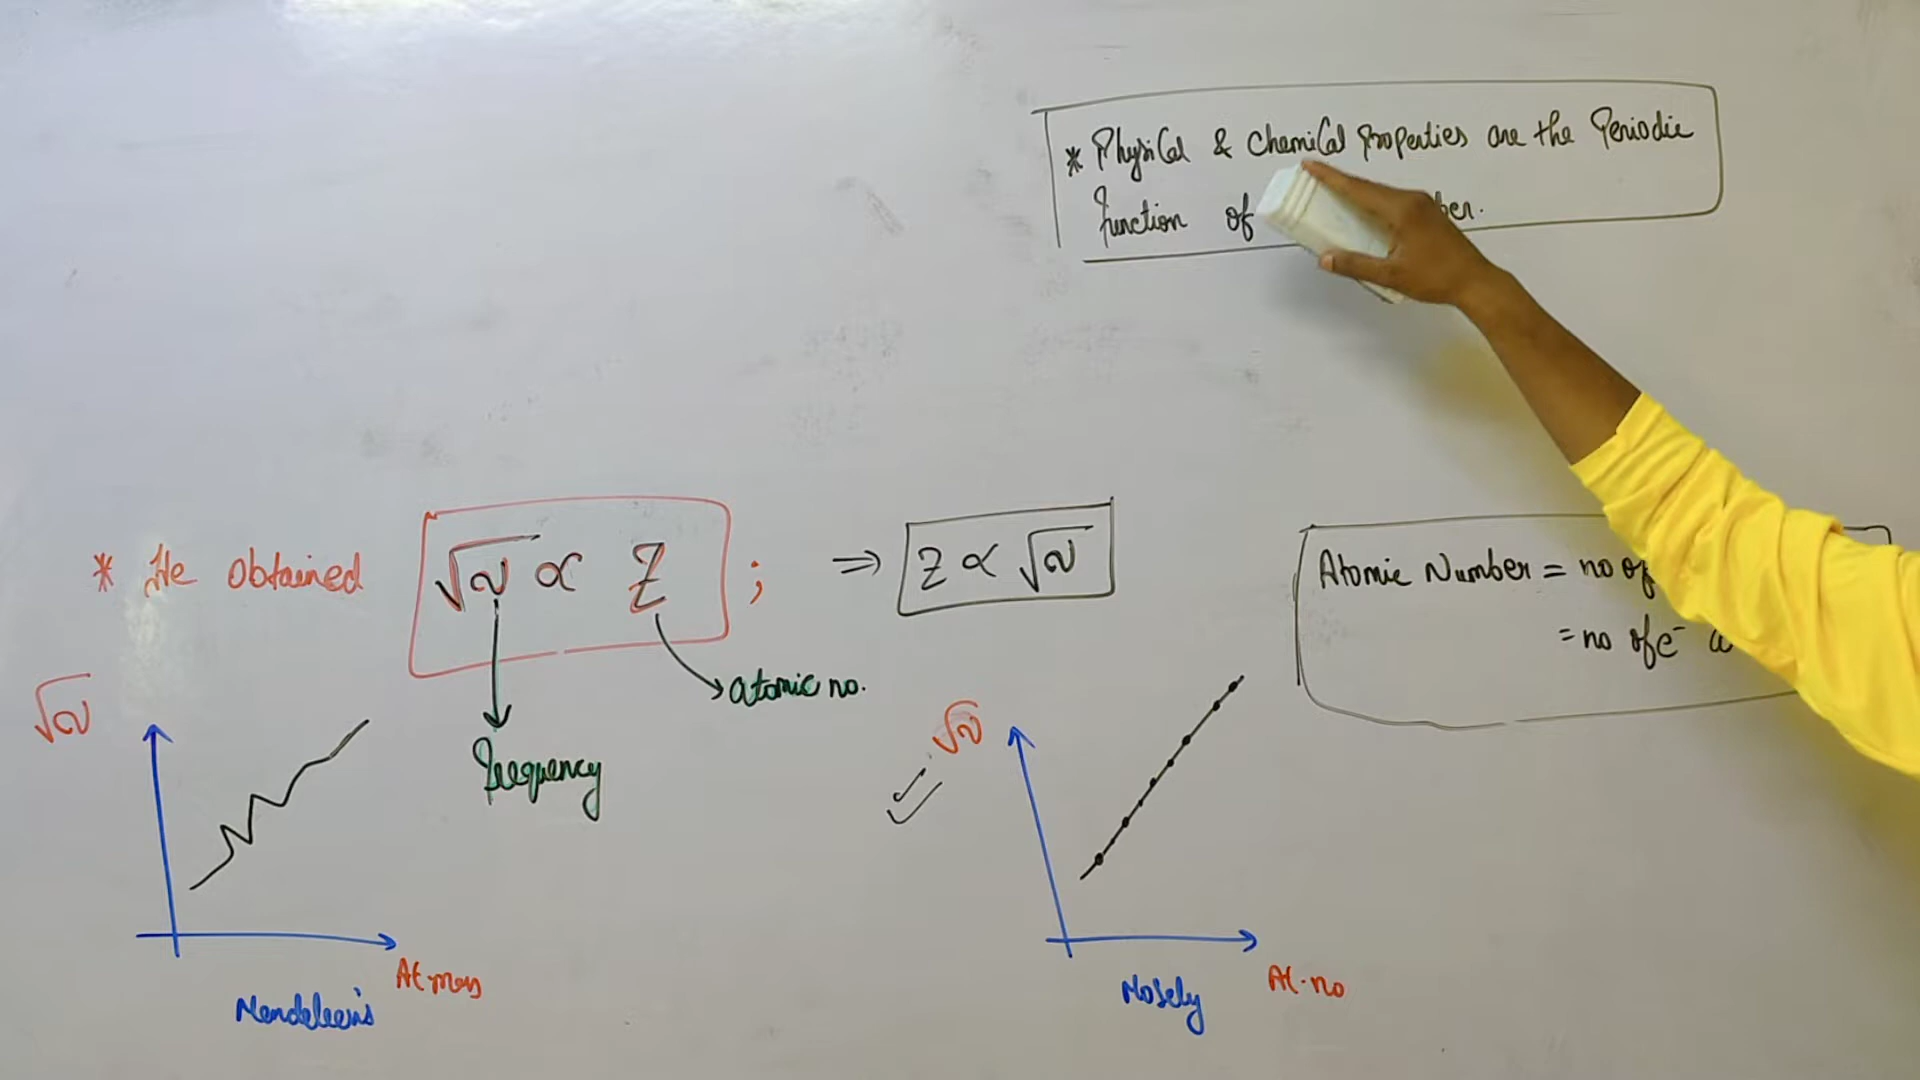 * Physical & Chemical Properties are the Periodic
function of
* He obtained √ν ∝ Z ; ⇒ Z ∝ √ν
Atomic Number = no of
= no of e⁻
atomic no.
frequency
√ν
At·mass
Mendeleev's
√ν
At·no
Mosely